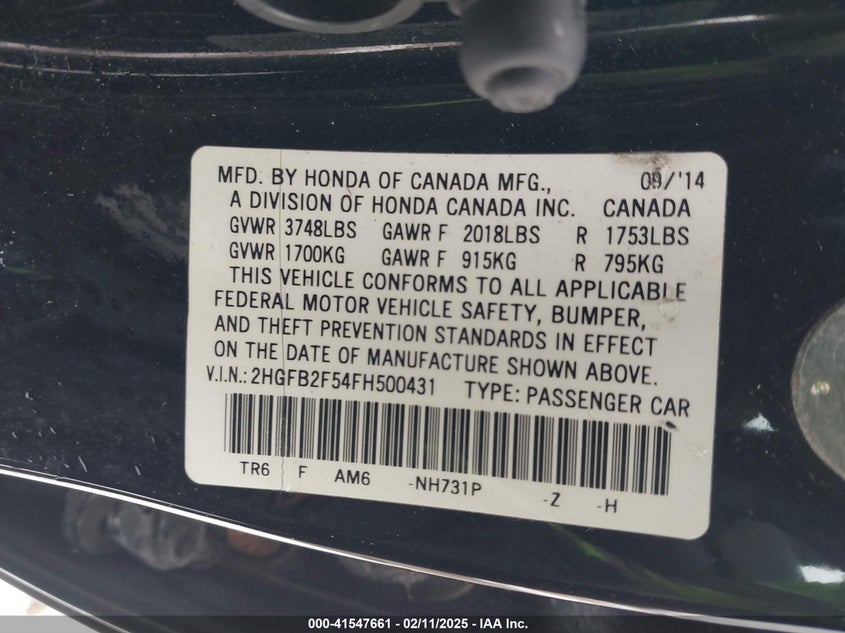 MFD. BY HONDA OF CANADA MFG., 09/'14
A DIVISION OF HONDA CANADA INC. CANADA
GVWR 3748LBS GAWR F 2018LBS R 1753LBS
GVWR 1700KG GAWR F 915KG R 795KG
THIS VEHICLE CONFORMS TO ALL APPLICABLE
FEDERAL MOTOR VEHICLE SAFETY, BUMPER,
AND THEFT PREVENTION STANDARDS IN EFFECT
ON THE DATE OF MANUFACTURE SHOWN ABOVE.
V.I.N.: 2HGFB2F54FH500431 TYPE: PASSENGER CAR
TR6 F AM6 -NH731P -Z -H
000-41547661 - 02/11/2025 - IAA Inc.